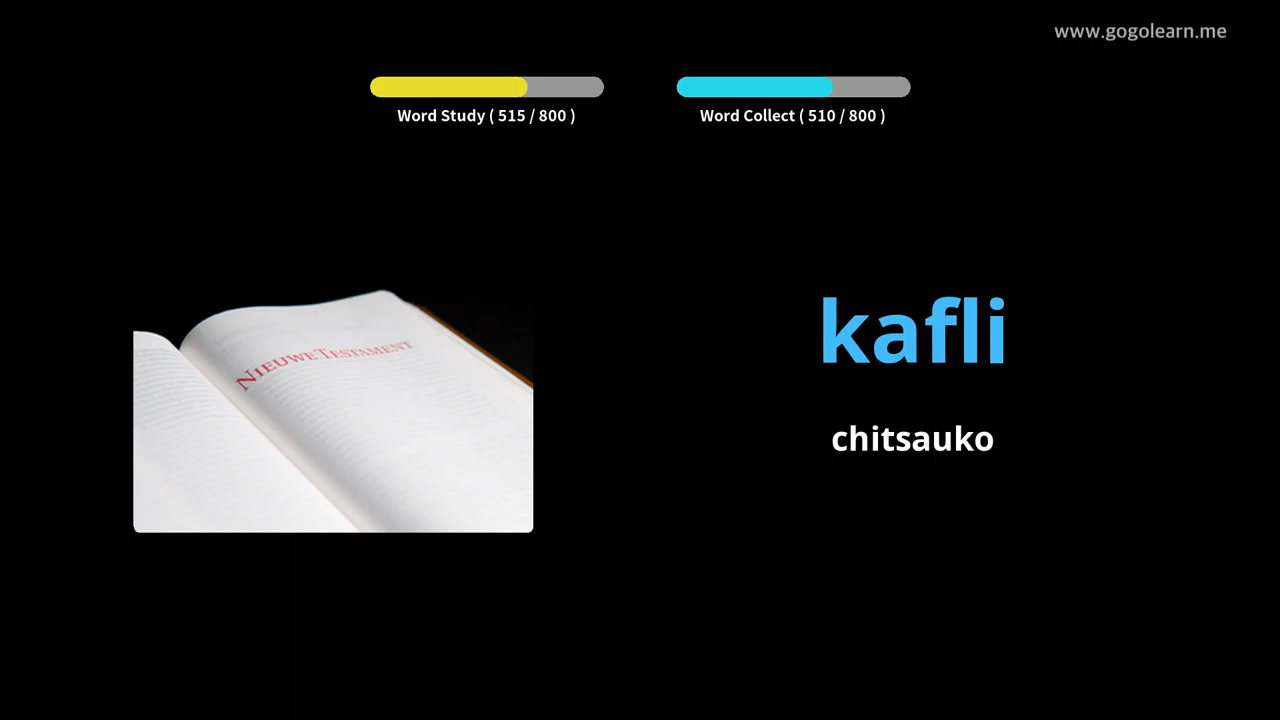 www.gogolearn.me
Word Study ( 515 / 800 )
Word Collect ( 510 / 800 )
NIEUWE TESTAMENT
kafli
chitsauko